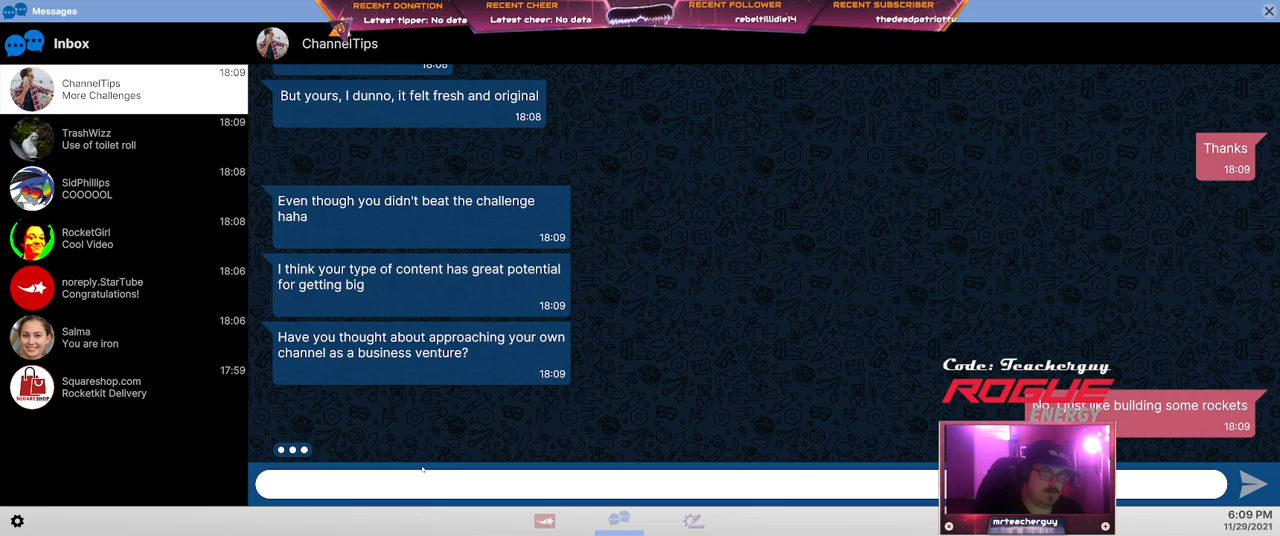 Messages
RECENT DONATION
Latest tipper: No data
RECENT CHEER
Latest cheer: No data
RECENT FOLLOWER
rebeltillidie14
RECENT SUBSCRIBER
thedeadpatriottv
Inbox
ChannelTips
ChannelTips
More Challenges
18:09
TrashWizz
Use of toilet roll
18:09
SidPhillips
COOOOOL
18:08
RocketGirl
Cool Video
18:08
noreply.StarTube
Congratulations!
18:06
Salma
You are iron
18:06
Squareshop.com
Rocketkit Delivery
17:59
SQUARESHOP
18:08
But yours, I dunno, it felt fresh and original
18:08
Thanks
18:09
Even though you didn't beat the challenge
haha
18:09
I think your type of content has great potential
for getting big
18:09
Have you thought about approaching your own
channel as a business venture?
18:09
No, I just like building some rockets
18:09
Code: Teacherguy
ROGUE
ENERGY
mrteacherguy
6:09 PM
11/29/2021